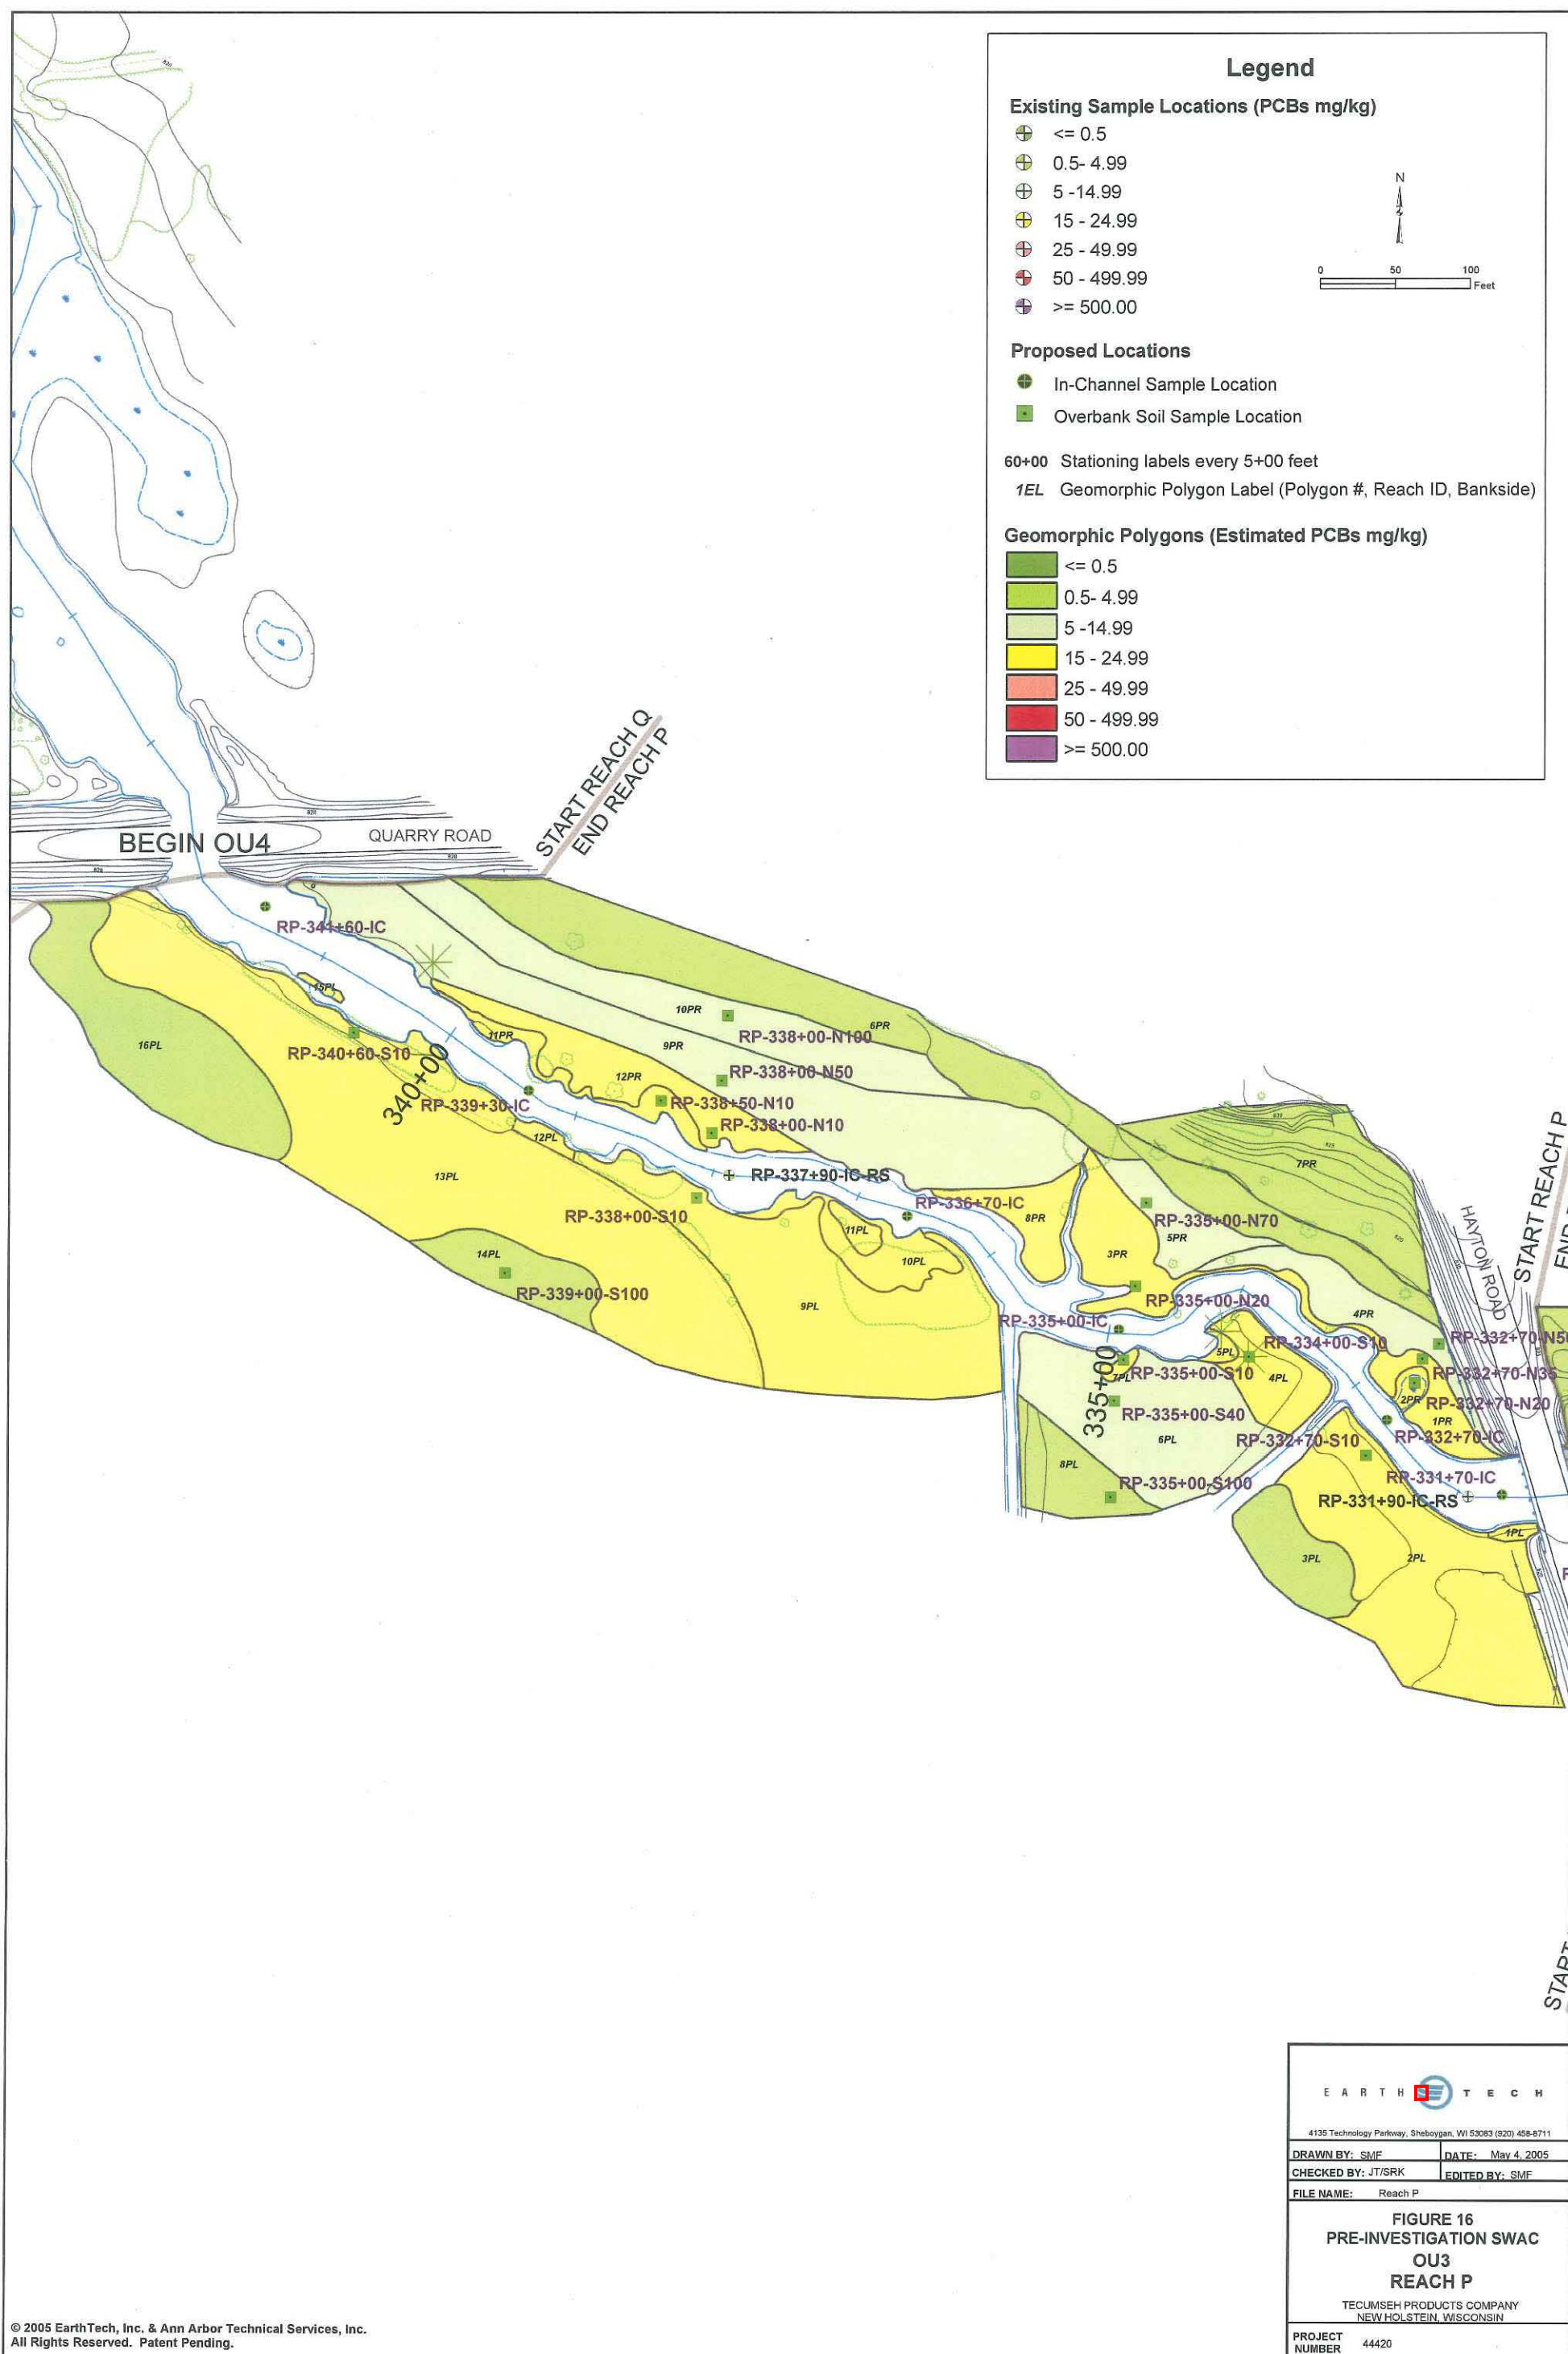 Legend
Existing Sample Locations (PCBs mg/kg)
<= 0.5
0.5- 4.99
5 -14.99
15 - 24.99
25 - 49.99
50 - 499.99
>= 500.00
N
0 50 100
Feet
Proposed Locations
In-Channel Sample Location
Overbank Soil Sample Location
60+00 Stationing labels every 5+00 feet
1EL Geomorphic Polygon Label (Polygon #, Reach ID, Bankside)
Geomorphic Polygons (Estimated PCBs mg/kg)
<= 0.5
0.5- 4.99
5 -14.99
15 - 24.99
25 - 49.99
50 - 499.99
>= 500.00
START REACH Q
END REACH P
BEGIN OU4
QUARRY ROAD
RP-341+60-IC
15PL
16PL
RP-340+60-S10
340+00
11PR
10PR
RP-338+00-N100
6PR
9PR
RP-338+00-N50
12PR
RP-338+50-N10
RP-339+30-IC
RP-338+00-N10
12PL
13PL
RP-337+90-IC-RS
RP-338+00-S10
RP-336+70-IC
8PR
11PL
10PL
14PL
RP-339+00-S100
9PL
7PR
RP-335+00-N70
5PR
3PR
RP-335+00-N20
RP-335+00-IC
4PR
HAYTON ROAD
START REACH P
RP-334+00-S10
5PL
RP-332+70-N50
RP-335+00-S10
7PL
4PL
RP-332+70-N35
335+00
2PR
RP-332+70-N20
RP-335+00-S40
1PR
6PL
RP-332+70-S10
RP-332+70-IC
8PL
RP-335+00-S100
RP-331+70-IC
RP-331+90-IC-RS
1PL
3PL
2PL
START
EARTH TECH
4135 Technology Parkway, Sheboygan, WI 53083 (920) 458-8711
DRAWN BY: SMF DATE: May 4, 2005
CHECKED BY: JT/SRK EDITED BY: SMF
FILE NAME: Reach P
FIGURE 16
PRE-INVESTIGATION SWAC
OU3
REACH P
TECUMSEH PRODUCTS COMPANY
NEW HOLSTEIN, WISCONSIN
PROJECT
NUMBER 44420
© 2005 EarthTech, Inc. & Ann Arbor Technical Services, Inc.
All Rights Reserved. Patent Pending.